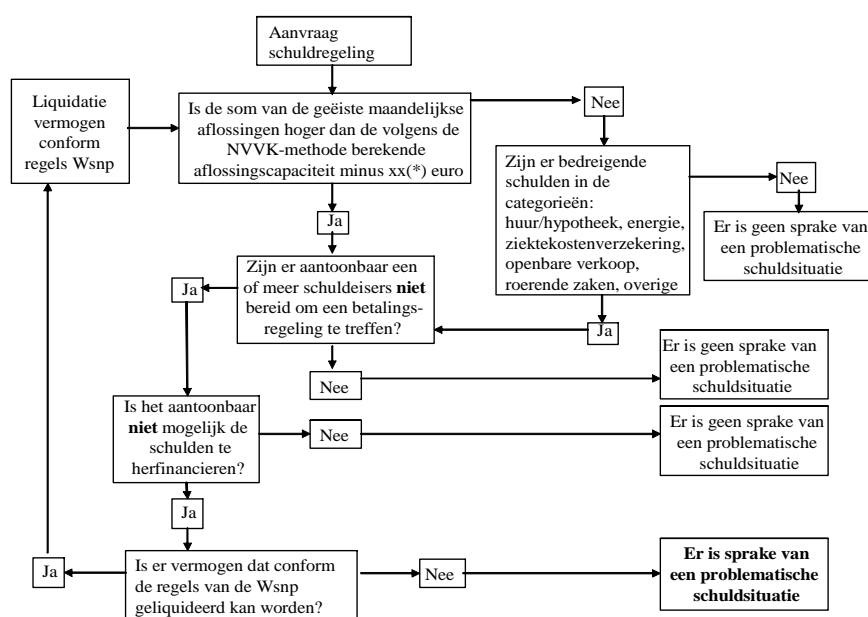 Aanvraag
schuldregeling
Liquidatie
vermogen
conform
regels Wsnp
Is de som van de geëiste maandelijkse
aflossingen hoger dan de volgens de
NVVK-methode berekende
aflossingscapaciteit minus xx(*) euro
Nee
Zijn er bedreigende
schulden in de
categorieën:
huur/hypotheek, energie,
ziektekostenverzekering,
openbare verkoop,
roerende zaken, overige
Nee
Er is geen sprake van
een problematische
schuldsituatie
Ja
Ja
Zijn er aantoonbaar een
of meer schuldeisers niet
bereid om een betalings-
regeling te treffen?
Ja
Nee
Er is geen sprake van
een problematische
schuldsituatie
Is het aantoonbaar
niet mogelijk de
schulden te
herfinancieren?
Nee
Er is geen sprake van
een problematische
schuldsituatie
Ja
Ja
Is er vermogen dat conform
de regels van de Wsnp
geliquideerd kan worden?
Nee
Er is sprake van
een problematische
schuldsituatie